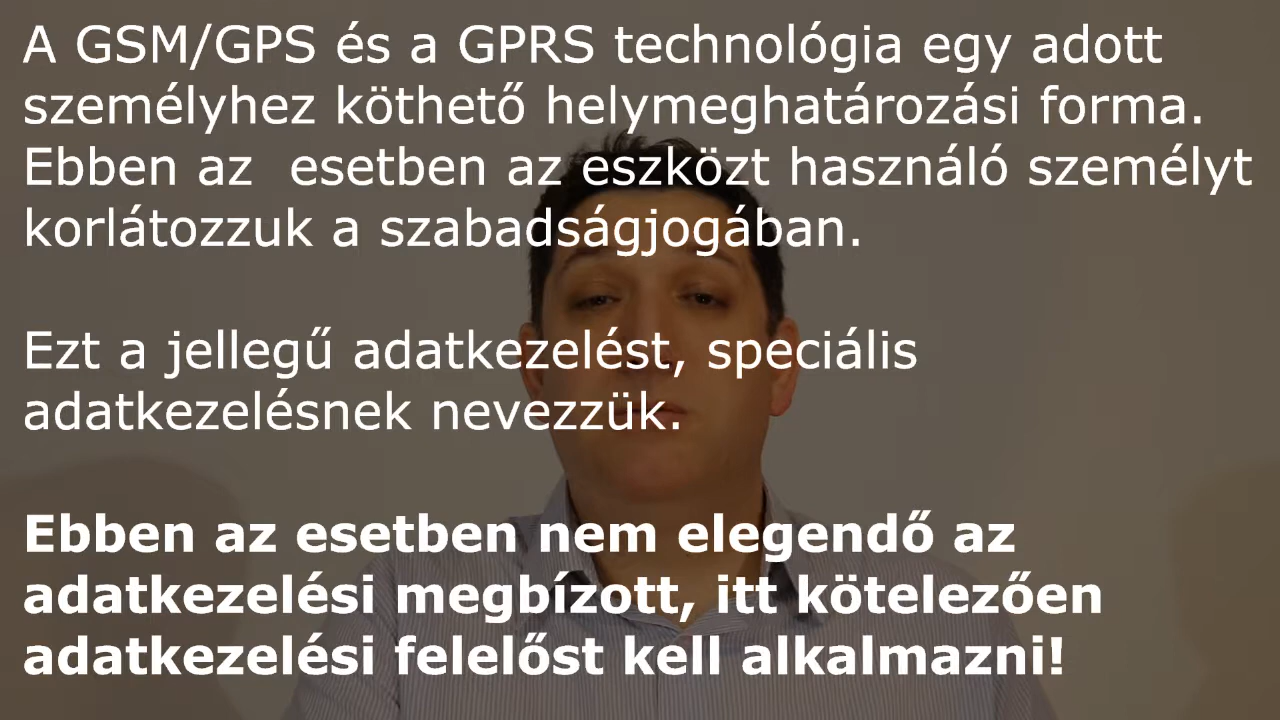 A GSM/GPS és a GPRS technológia egy adott
személyhez köthető helymeghatározási forma.
Ebben az  esetben az eszközt használó személyt
korlátozzuk a szabadságjogában.
Ezt a jellegű adatkezelést, speciális
adatkezelésnek nevezzük.
Ebben az esetben nem elegendő az
adatkezelési megbízott, itt kötelezően
adatkezelési felelőst kell alkalmazni!